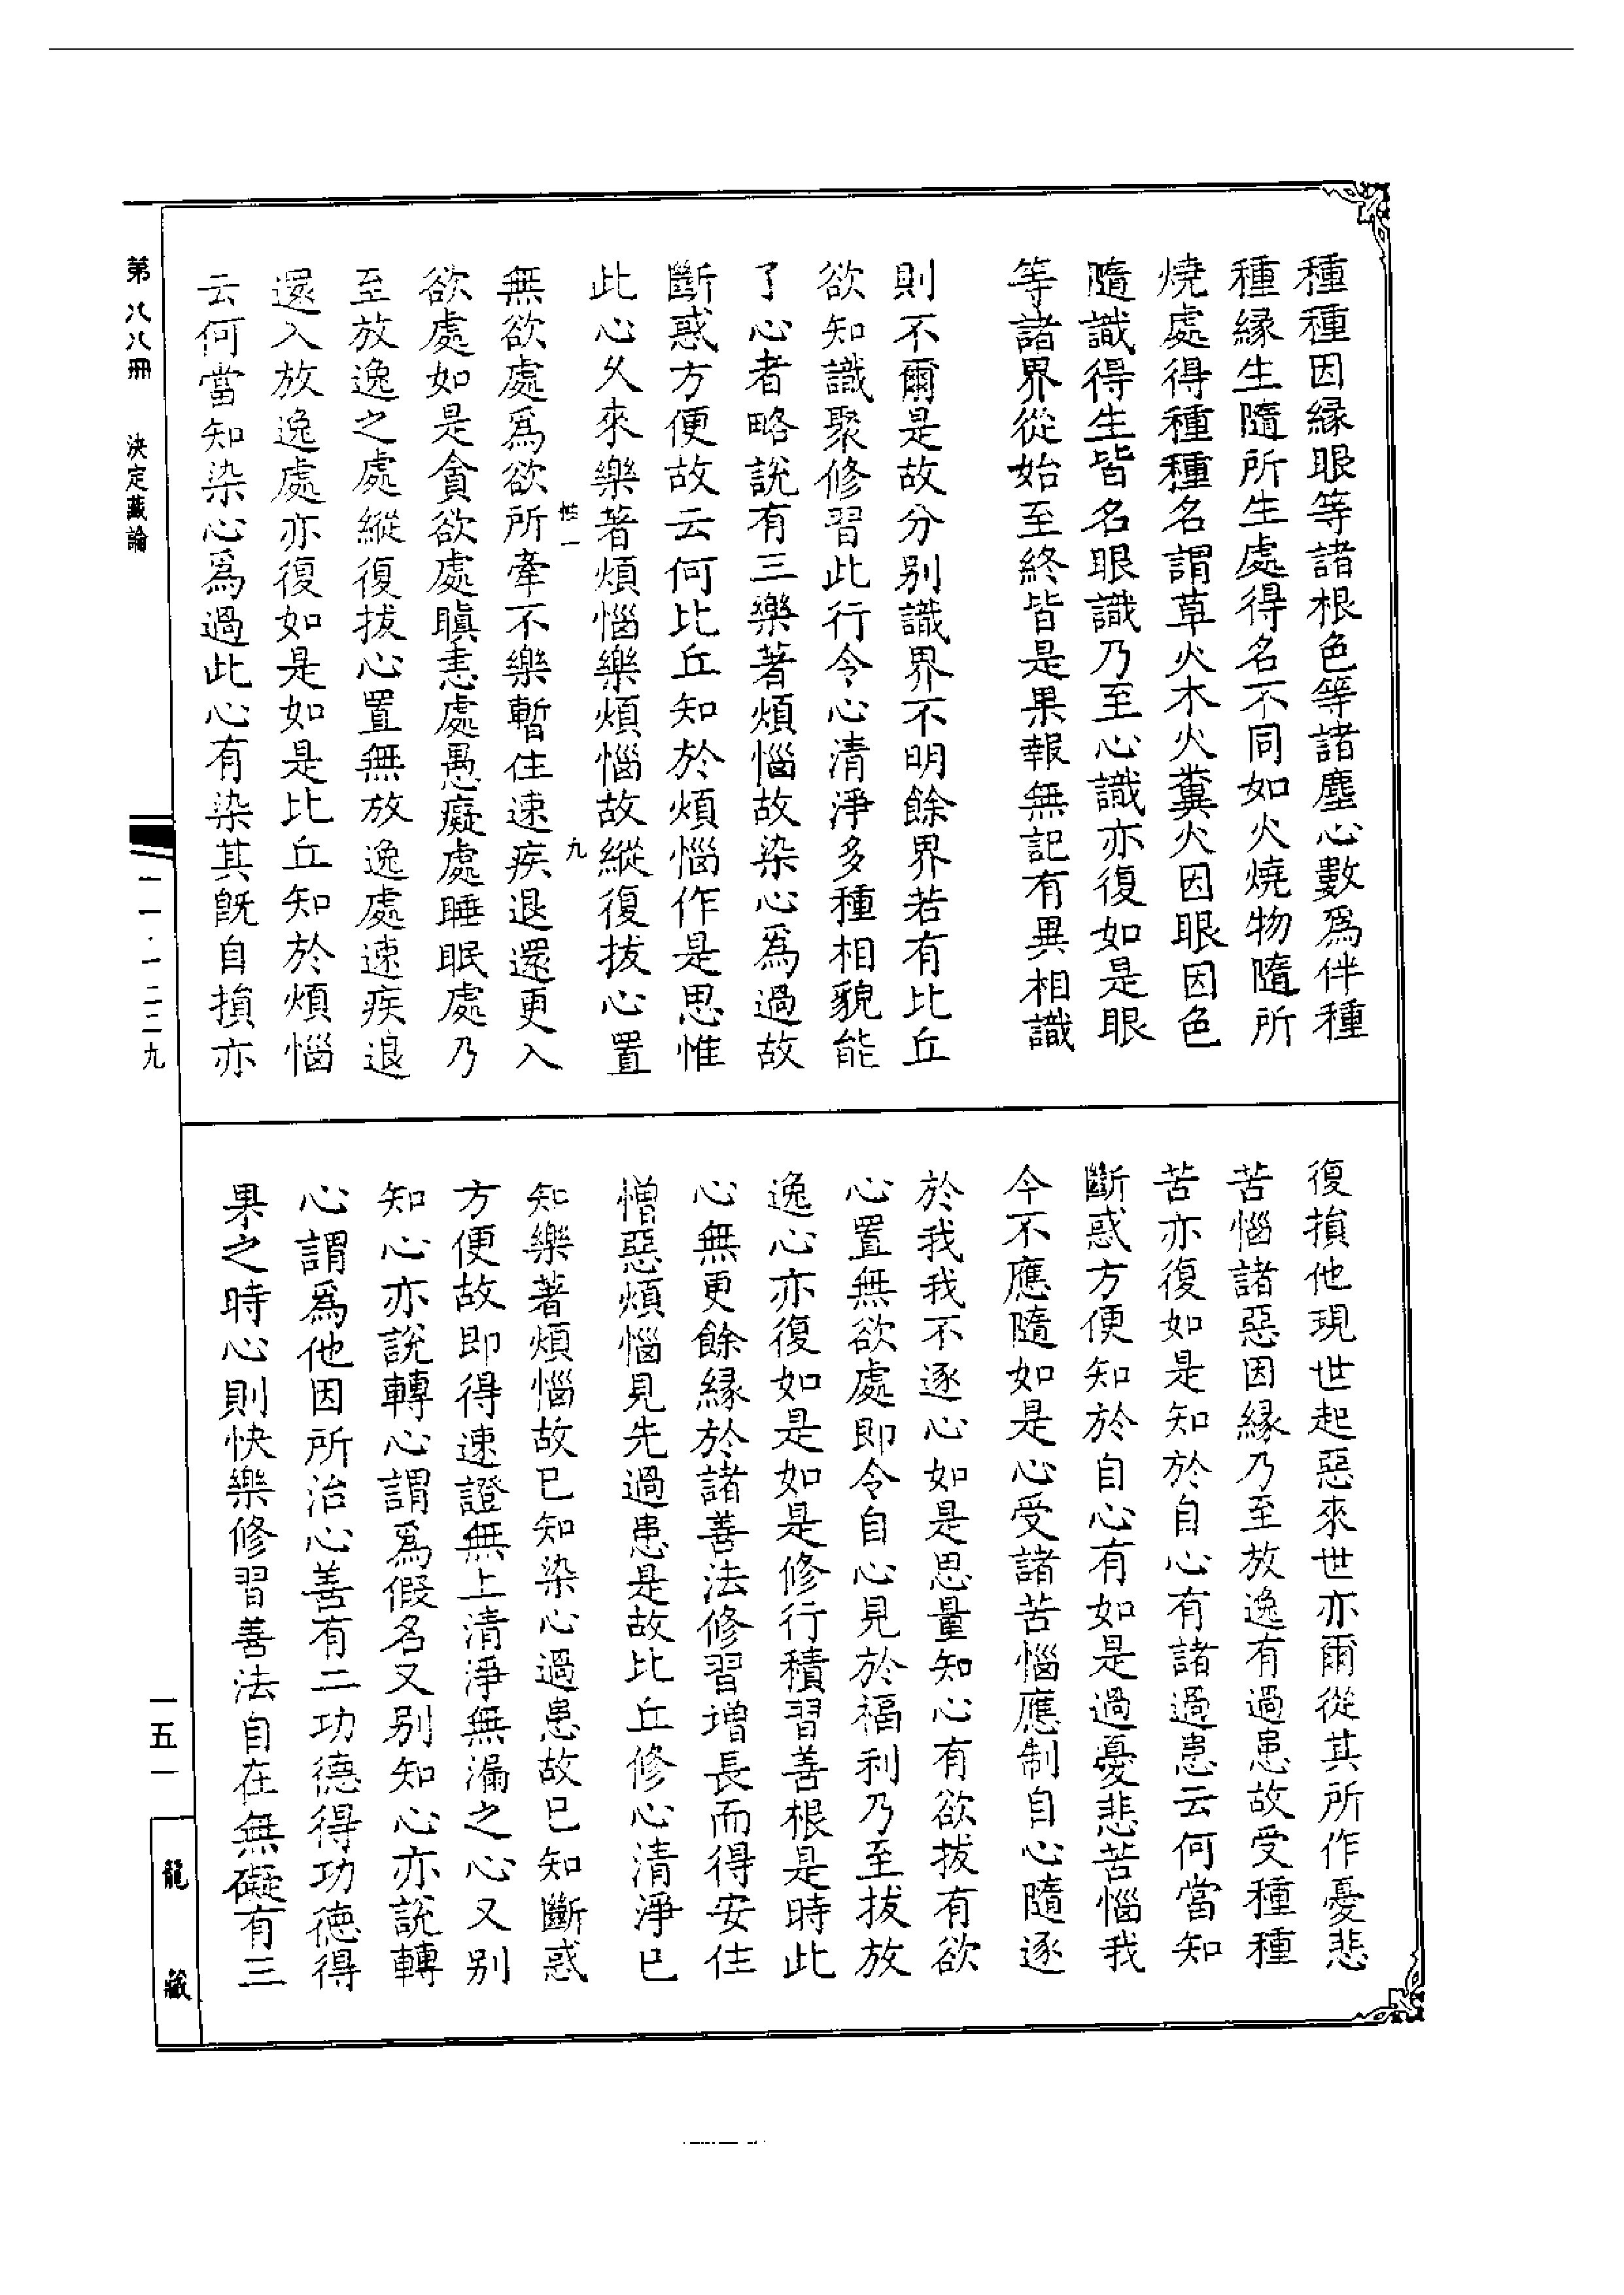 種種因縁眼等諸根色等諸塵心數爲伴種
種縁生隨所生處得名不同如火燒物隨所
燒處得種種名謂草火木火糞火因眼因色
隨識得生皆名眼識乃至心識亦復如是眼
等諸界從始至終皆是果報無記有異相識
則不爾是故分别識界不明餘界若有比丘
欲知識聚修習此行令心清淨多種相貌能
了心者略說有三樂著煩惱故染心爲過故
斷惑方便故云何比丘知於煩惱作是思惟
此心久來樂著煩惱樂煩惱故縱復拔心置
性一
九
無欲處爲欲所牽不樂暫住速疾退還更入
欲處如是貪欲處瞋恚處愚癡處睡眠處乃
至放逸之處縱復拔心置無放逸處速疾退
還入放逸處亦復如是如是比丘知於煩惱
云何當知染心爲過此心有染其旣自損亦
復損他現世起惡來世亦爾從其所作憂悲
苦惱諸惡因縁乃至放逸有過患故受種種
苦亦復如是知於自心有諸過患云何當知
斷惑方便知於自心有如是過憂悲苦惱我
今不應隨如是心受諸苦惱應制自心隨逐
於我我不逐心如是思量知心有欲拔有欲
心置無欲處即令自心見於福利乃至拔放
逸心亦復如是如是修行積習善根是時此
心無更餘縁於諸善法修習增長而得安住
憎惡煩惱見先過患是故比丘修心清淨已
知樂著煩惱故已知染心過患故已知斷惑
方便故即得速證無上清淨無漏之心又别
知心亦說轉心謂爲假名又别知心亦說轉
心謂爲他因所治心善有二功德得功德得
果之時心則快樂修習善法自在無礙有三
第八八冊　決定藏論
一一·一二二九
一五一
龍藏